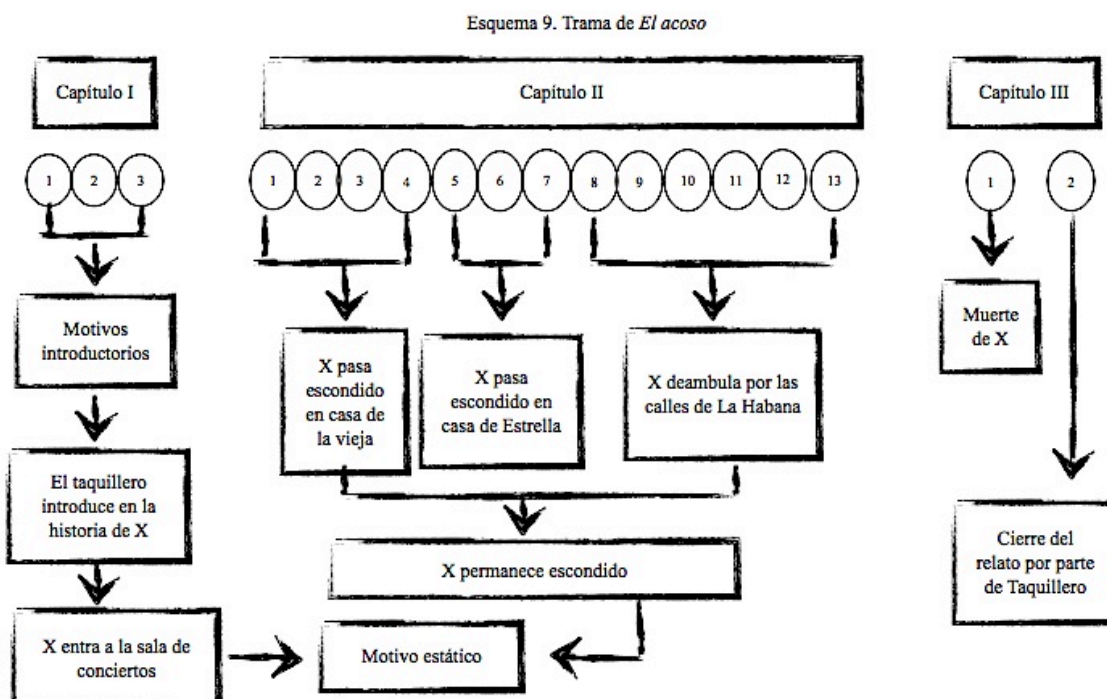 Esquema 9. Trama de El acoso
Capítulo I
Capítulo II
Capítulo III
1 2 3
1 2 3 4 5 6 7 8 9 10 11 12 13
1 2
Motivos
introductorios
El taquillero
introduce en la
historia de X
X entra a la sala de
conciertos
X pasa
escondido
en casa de
la vieja
X pasa
escondido en
casa de Estrella
X deambula por las
calles de La Habana
X permanece escondido
Motivo estático
Muerte
de X
Cierre del
relato por parte
de Taquillero